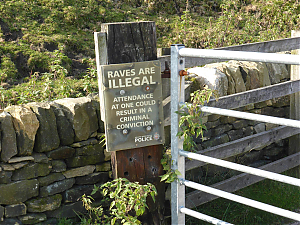 RAVES ARE
ILLEGAL
ATTENDANCE
AT ONE COULD
RESULT IN A
CRIMINAL
CONVICTION
POLICE